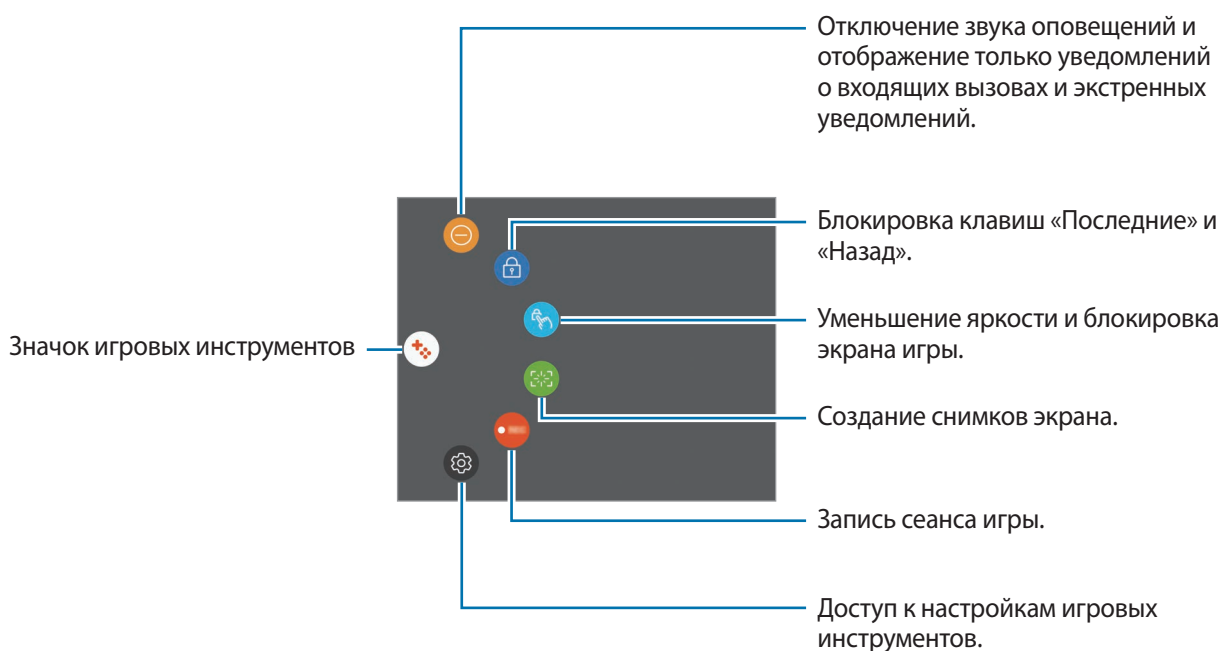 Отключение звука оповещений и
отображение только уведомлений
о входящих вызовах и экстренных
уведомлений.
Блокировка клавиш «Последние» и
«Назад».
Уменьшение яркости и блокировка
экрана игры.
Значок игровых инструментов
Создание снимков экрана.
Запись сеанса игры.
Доступ к настройкам игровых
инструментов.